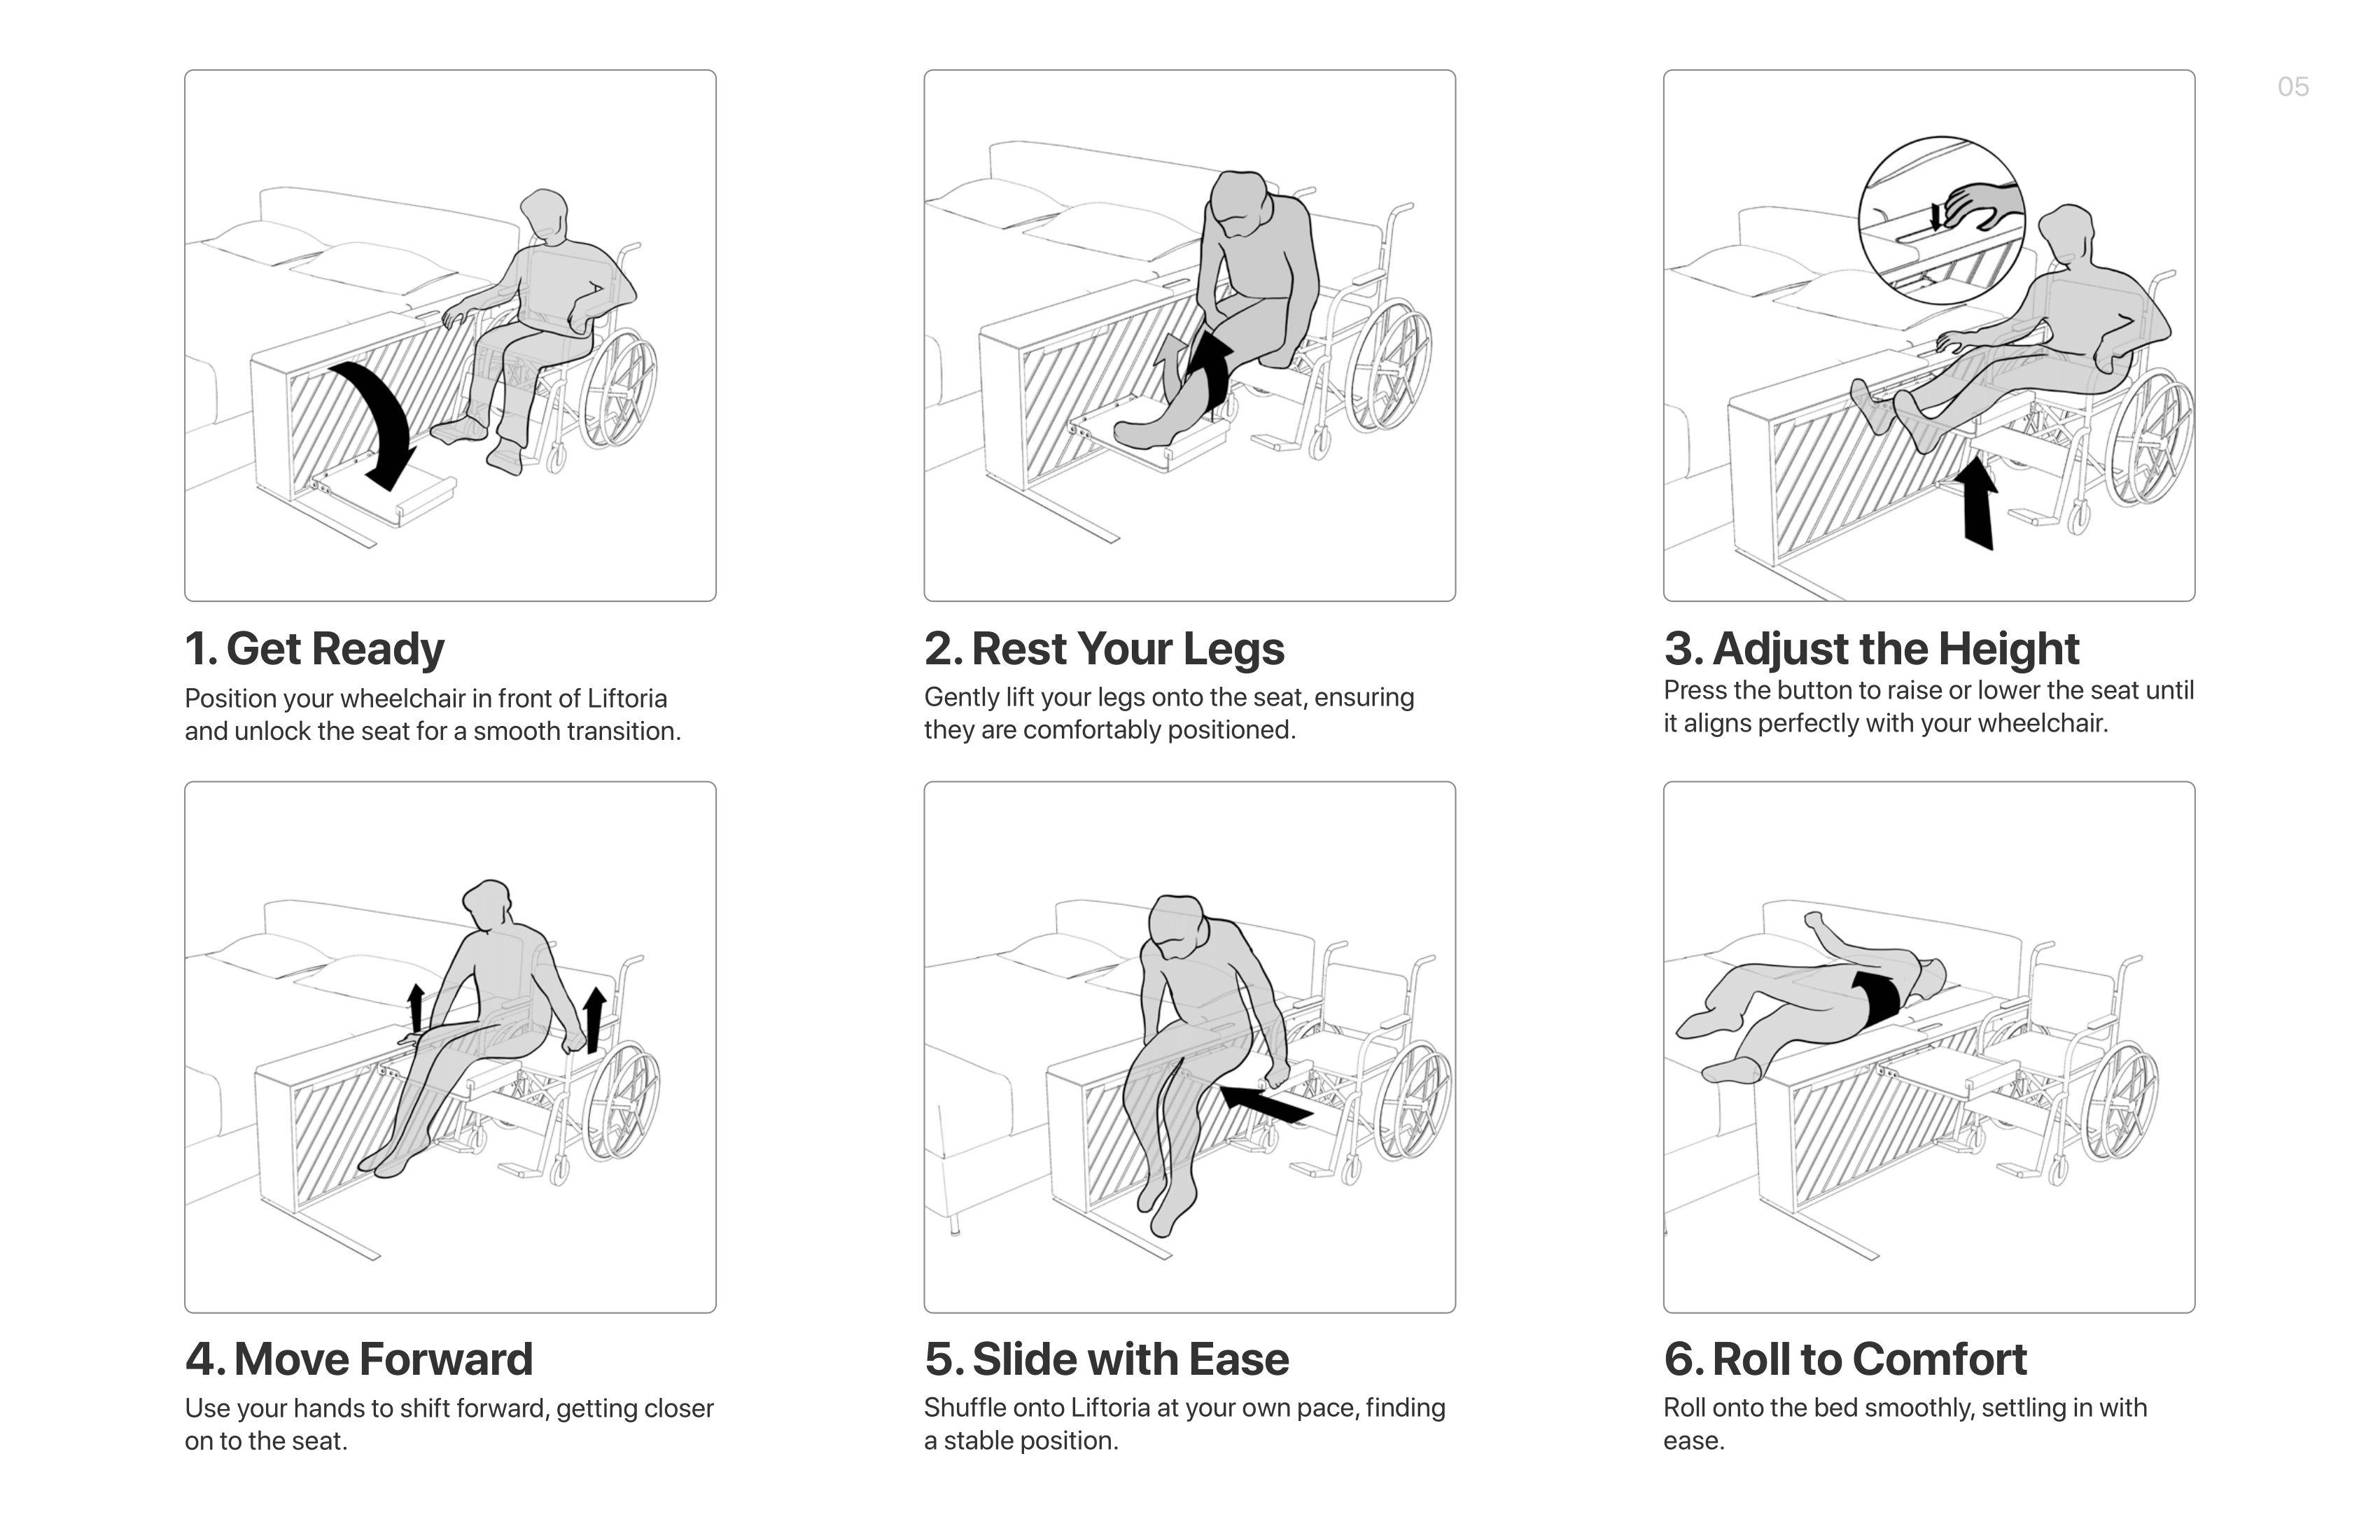 05
1. Get Ready
Position your wheelchair in front of Liftoria
and unlock the seat for a smooth transition.
2. Rest Your Legs
Gently lift your legs onto the seat, ensuring
they are comfortably positioned.
3. Adjust the Height
Press the button to raise or lower the seat until
it aligns perfectly with your wheelchair.
4. Move Forward
Use your hands to shift forward, getting closer
on to the seat.
5. Slide with Ease
Shuffle onto Liftoria at your own pace, finding
a stable position.
6. Roll to Comfort
Roll onto the bed smoothly, settling in with
ease.